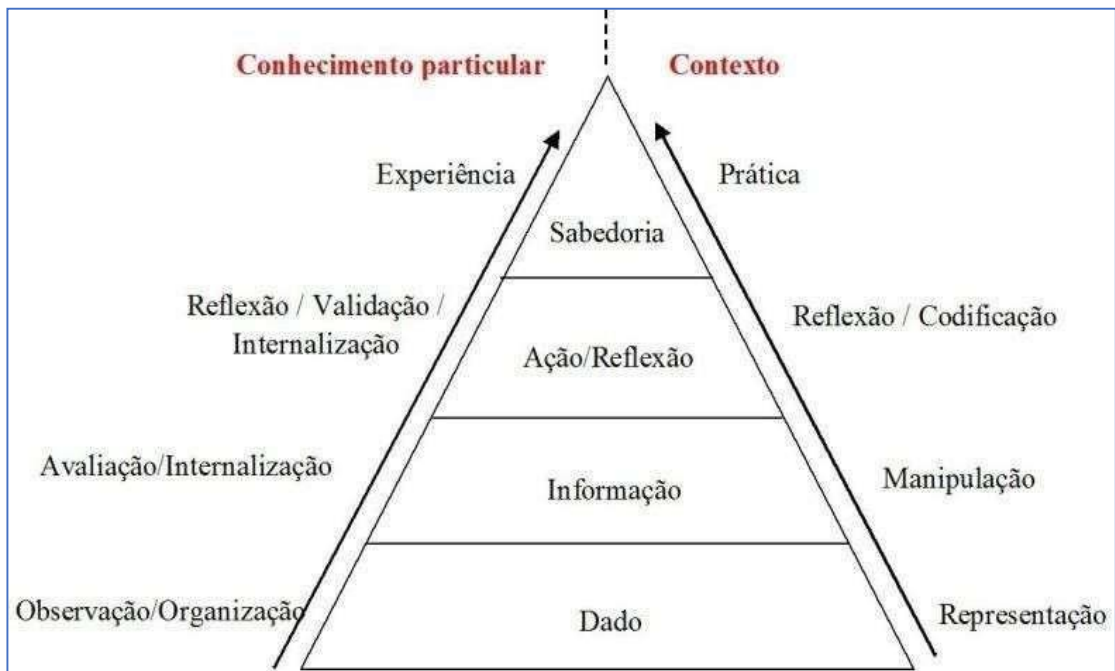 Conhecimento particular
Contexto
Experiência
Prática
Sabedoria
Reflexão / Validação /
Internalização
Reflexão / Codificação
Ação/Reflexão
Avaliação/Internalização
Manipulação
Informação
Observação/Organização
Dado
Representação